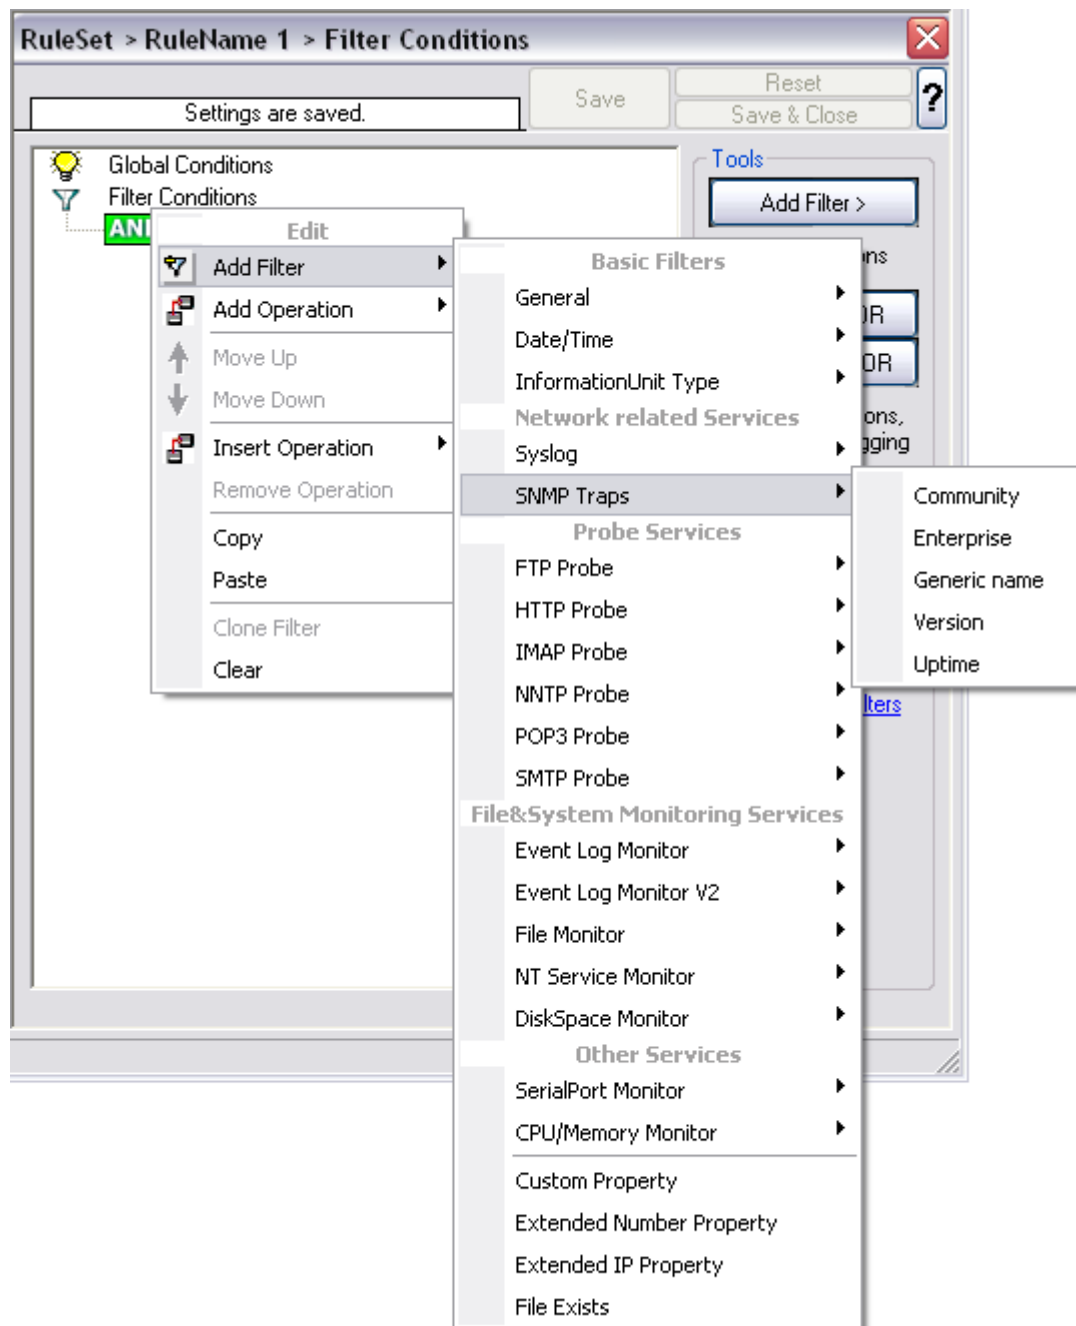 RuleSet > RuleName 1 > Filter Conditions
Settings are saved.
Save
Reset
Save & Close
?
Global Conditions
Filter Conditions
Tools
Add Filter >
Edit
Add Filter
Add Operation
Move Up
Move Down
Insert Operation
Remove Operation
Copy
Paste
Clone Filter
Clear
Basic Filters
General
Date/Time
InformationUnit Type
Network related Services
Syslog
SNMP Traps
Probe Services
FTP Probe
HTTP Probe
IMAP Probe
NNTP Probe
POP3 Probe
SMTP Probe
File&System Monitoring Services
Event Log Monitor
Event Log Monitor V2
File Monitor
NT Service Monitor
DiskSpace Monitor
Other Services
SerialPort Monitor
CPU/Memory Monitor
Custom Property
Extended Number Property
Extended IP Property
File Exists
Community
Enterprise
Generic name
Version
Uptime